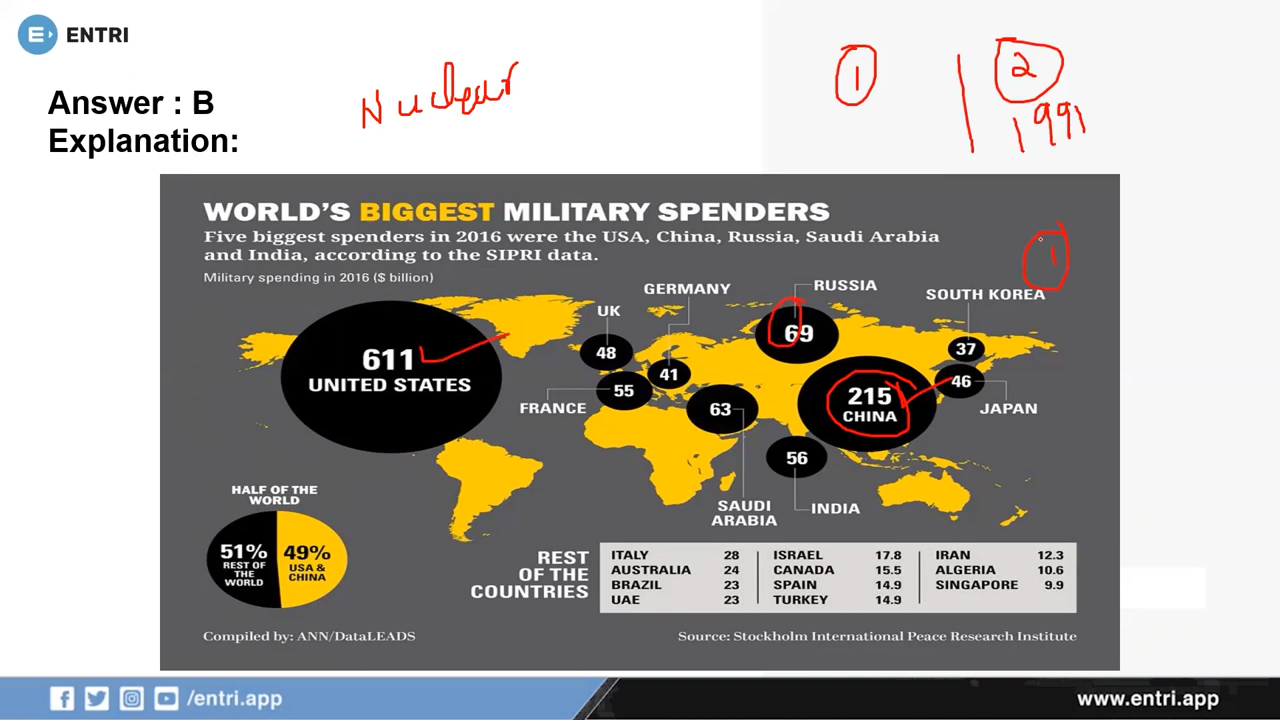 ENTRI
Answer : B
Explanation:
Nuclear
1
2
1991
WORLD'S BIGGEST MILITARY SPENDERS
Five biggest spenders in 2016 were the USA, China, Russia, Saudi Arabia
and India, according to the SIPRI data.
Military spending in 2016 ($ billion)
1
GERMANY
RUSSIA
SOUTH KOREA
UK
69
37
48
611
UNITED STATES
41
46
55
215
CHINA
FRANCE
63
JAPAN
56
SAUDI
ARABIA
INDIA
HALF OF THE
WORLD
51%
REST OF
THE
WORLD
49%
USA &
CHINA
REST
OF THE
COUNTRIES
ITALY 28 ISRAEL 17.8 IRAN 12.3
AUSTRALIA 24 CANADA 15.5 ALGERIA 10.6
BRAZIL 23 SPAIN 14.9 SINGAPORE 9.9
UAE 23 TURKEY 14.9
Compiled by: ANN/DataLEADS
Source: Stockholm International Peace Research Institute
/entri.app
www.entri.app